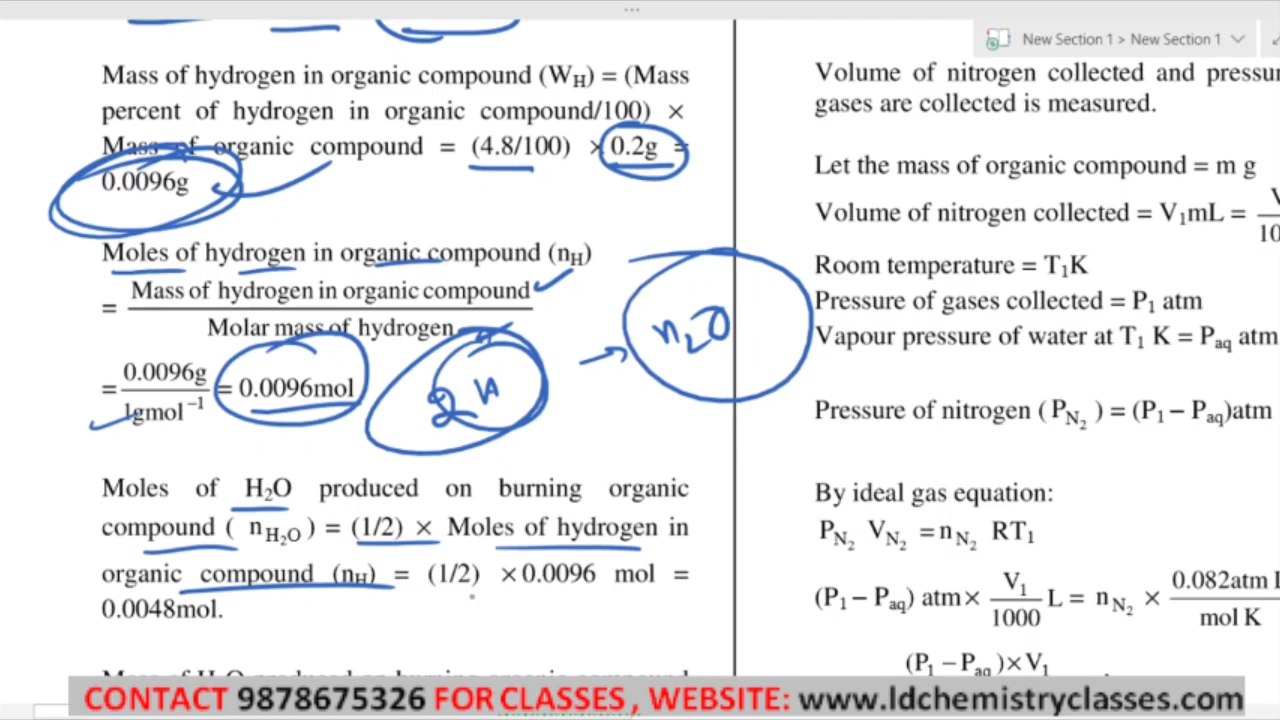 New Section 1 > New Section 1
Mass of hydrogen in organic compound (W_H) = (Mass
percent of hydrogen in organic compound/100) ×
Mass of organic compound = (4.8/100) × 0.2g =
0.0096g
Moles of hydrogen in organic compound (n_H)
= Mass of hydrogen in organic compound
Molar mass of hydrogen
= 0.0096g / 1gmol⁻¹ = 0.0096mol
2H
→ H₂O
Moles of H₂O produced on burning organic
compound ( n_H₂O ) = (1/2) × Moles of hydrogen in
organic compound (n_H) = (1/2) ×0.0096 mol =
0.0048mol.
Volume of nitrogen collected and pressu
gases are collected is measured.
Let the mass of organic compound = m g
Volume of nitrogen collected = V₁mL = V / 10
Room temperature = T₁K
Pressure of gases collected = P₁ atm
Vapour pressure of water at T₁ K = P_aq atm
Pressure of nitrogen ( P_N₂ ) = (P₁ − P_aq)atm
By ideal gas equation:
P_N₂ V_N₂ = n_N₂ RT₁
(P₁ − P_aq) atm × V₁/1000 L = n_N₂ × 0.082atm L / mol K
(P₁ − P_aq )×V₁
CONTACT 9878675326 FOR CLASSES , WEBSITE: www.ldchemistryclasses.com